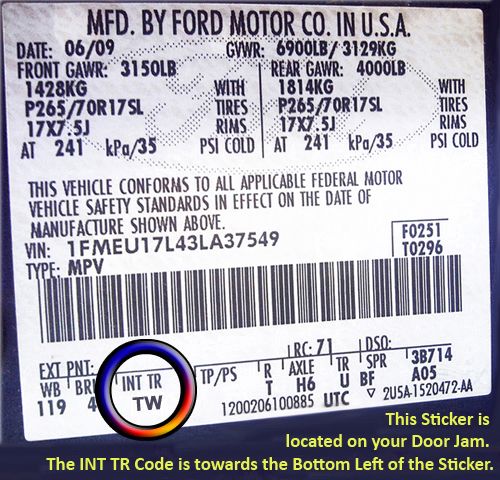 MFD. BY FORD MOTOR CO. IN U.S.A.
DATE: 06/09 GVWR: 6900LB/ 3129KG
FRONT GAWR: 3150LB REAR GAWR: 4000LB
1428KG WITH 1814KG WITH
P265/70R17SL TIRES P265/70R17SL TIRES
17X7.5J RIMS 17X7.5J RIMS
AT 241 kPa/35 PSI COLD AT 241 kPa/35 PSI COLD
THIS VEHICLE CONFORMS TO ALL APPLICABLE FEDERAL MOTOR
VEHICLE SAFETY STANDARDS IN EFFECT ON THE DATE OF
MANUFACTURE SHOWN ABOVE.
VIN: 1FMEU17L43LA37549 F0251
TYPE: MPV T0296
EXT PNT: RC: 71 DSO:
WB INT TR TP/PS R AXLE TR SPR 3B714
119 4 TW T H6 U BF A05
1200206100885 UTC ▽ 2U5A-1520472-AA
This Sticker is
located on your Door Jam.
The INT TR Code is towards the Bottom Left of the Sticker.